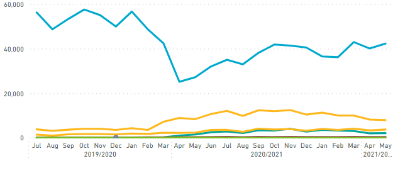 60,000
40,000
20,000
0
Jul Aug Sep Oct Nov Dec Jan Feb Mar Apr May Jun Jul Aug Sep Oct Nov Dec Jan Feb Mar Apr May
2019/2020 2020/2021 2021/20...